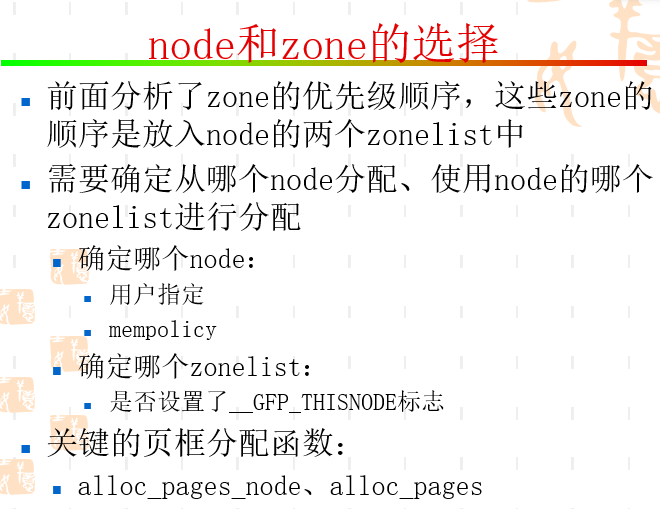 node和zone的选择
前面分析了zone的优先级顺序，这些zone的
顺序是放入node的两个zonelist中
需要确定从哪个node分配、使用node的哪个
zonelist进行分配
确定哪个node：
用户指定
mempolicy
确定哪个zonelist：
是否设置了__GFP_THISNODE标志
关键的页框分配函数：
alloc_pages_node、alloc_pages